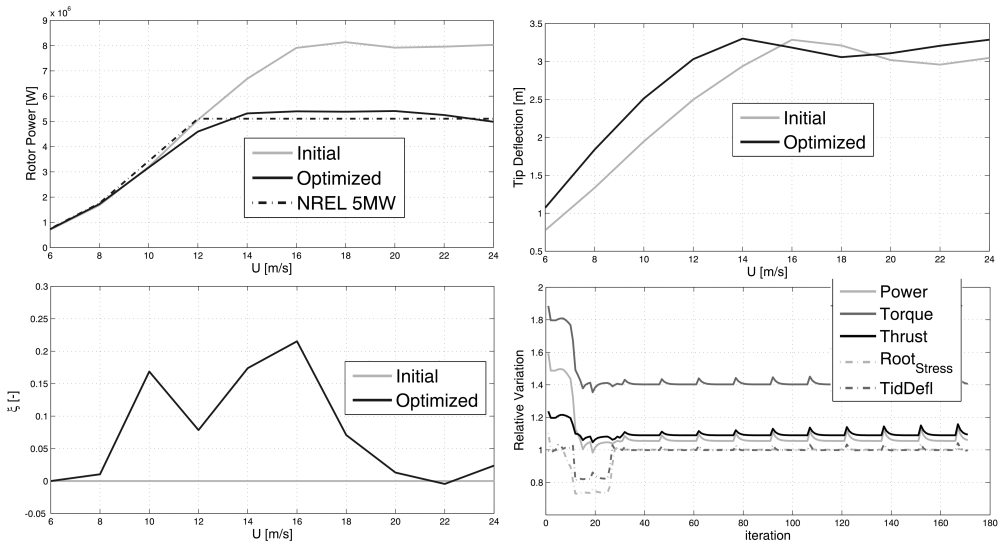 x 10^6
9
8
7
6
5
4
3
2
1
0
6 8 10 12 14 16 18 20 22 24
Rotor Power [W]
U [m/s]
Initial
Optimized
NREL 5MW
3.5
3
2.5
2
1.5
1
0.5
6 8 10 12 14 16 18 20 22 24
Tip Deflection [m]
U [m/s]
Initial
Optimized
0.3
0.25
0.2
0.15
0.1
0.05
0
-0.05
6 8 10 12 14 16 18 20 22 24
ξ [-]
U [m/s]
Initial
Optimized
2
1.8
1.6
1.4
1.2
1
0.8
0 20 40 60 80 100 120 140 160 180
Relative Variation
iteration
Power
Torque
Thrust
Root_Stress
TidDefl